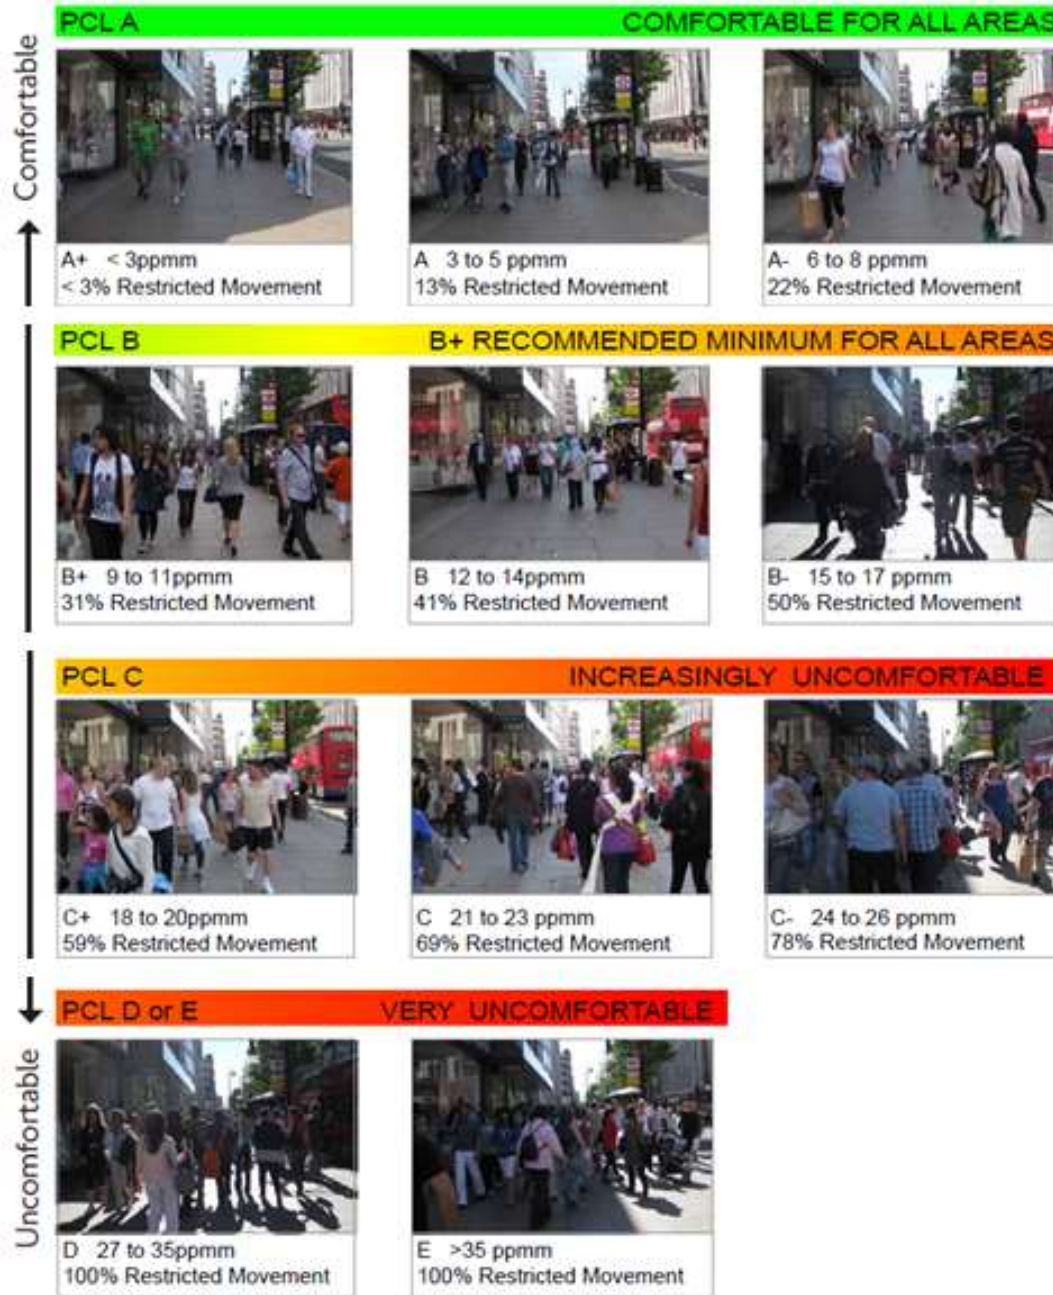 Comfortable
Uncomfortable
PCL A COMFORTABLE FOR ALL AREAS
A+ < 3ppmm
< 3% Restricted Movement
A 3 to 5 ppmm
13% Restricted Movement
A- 6 to 8 ppmm
22% Restricted Movement
PCL B B+ RECOMMENDED MINIMUM FOR ALL AREAS
B+ 9 to 11ppmm
31% Restricted Movement
B 12 to 14ppmm
41% Restricted Movement
B- 15 to 17 ppmm
50% Restricted Movement
PCL C INCREASINGLY UNCOMFORTABLE
C+ 18 to 20ppmm
59% Restricted Movement
C 21 to 23 ppmm
69% Restricted Movement
C- 24 to 26 ppmm
78% Restricted Movement
PCL D or E VERY UNCOMFORTABLE
D 27 to 35ppmm
100% Restricted Movement
E >35 ppmm
100% Restricted Movement